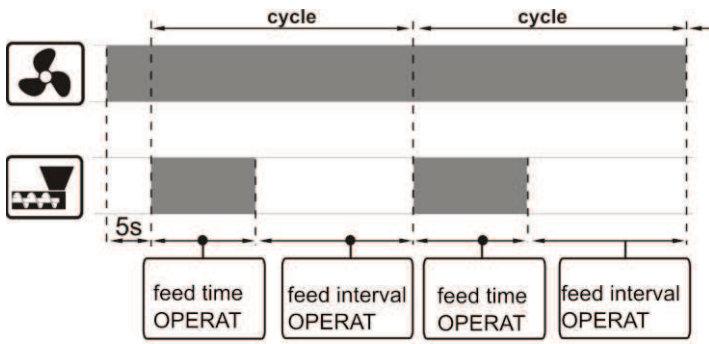 cycle cycle
5s
feed time
OPERAT
feed interval
OPERAT
feed time
OPERAT
feed interval
OPERAT